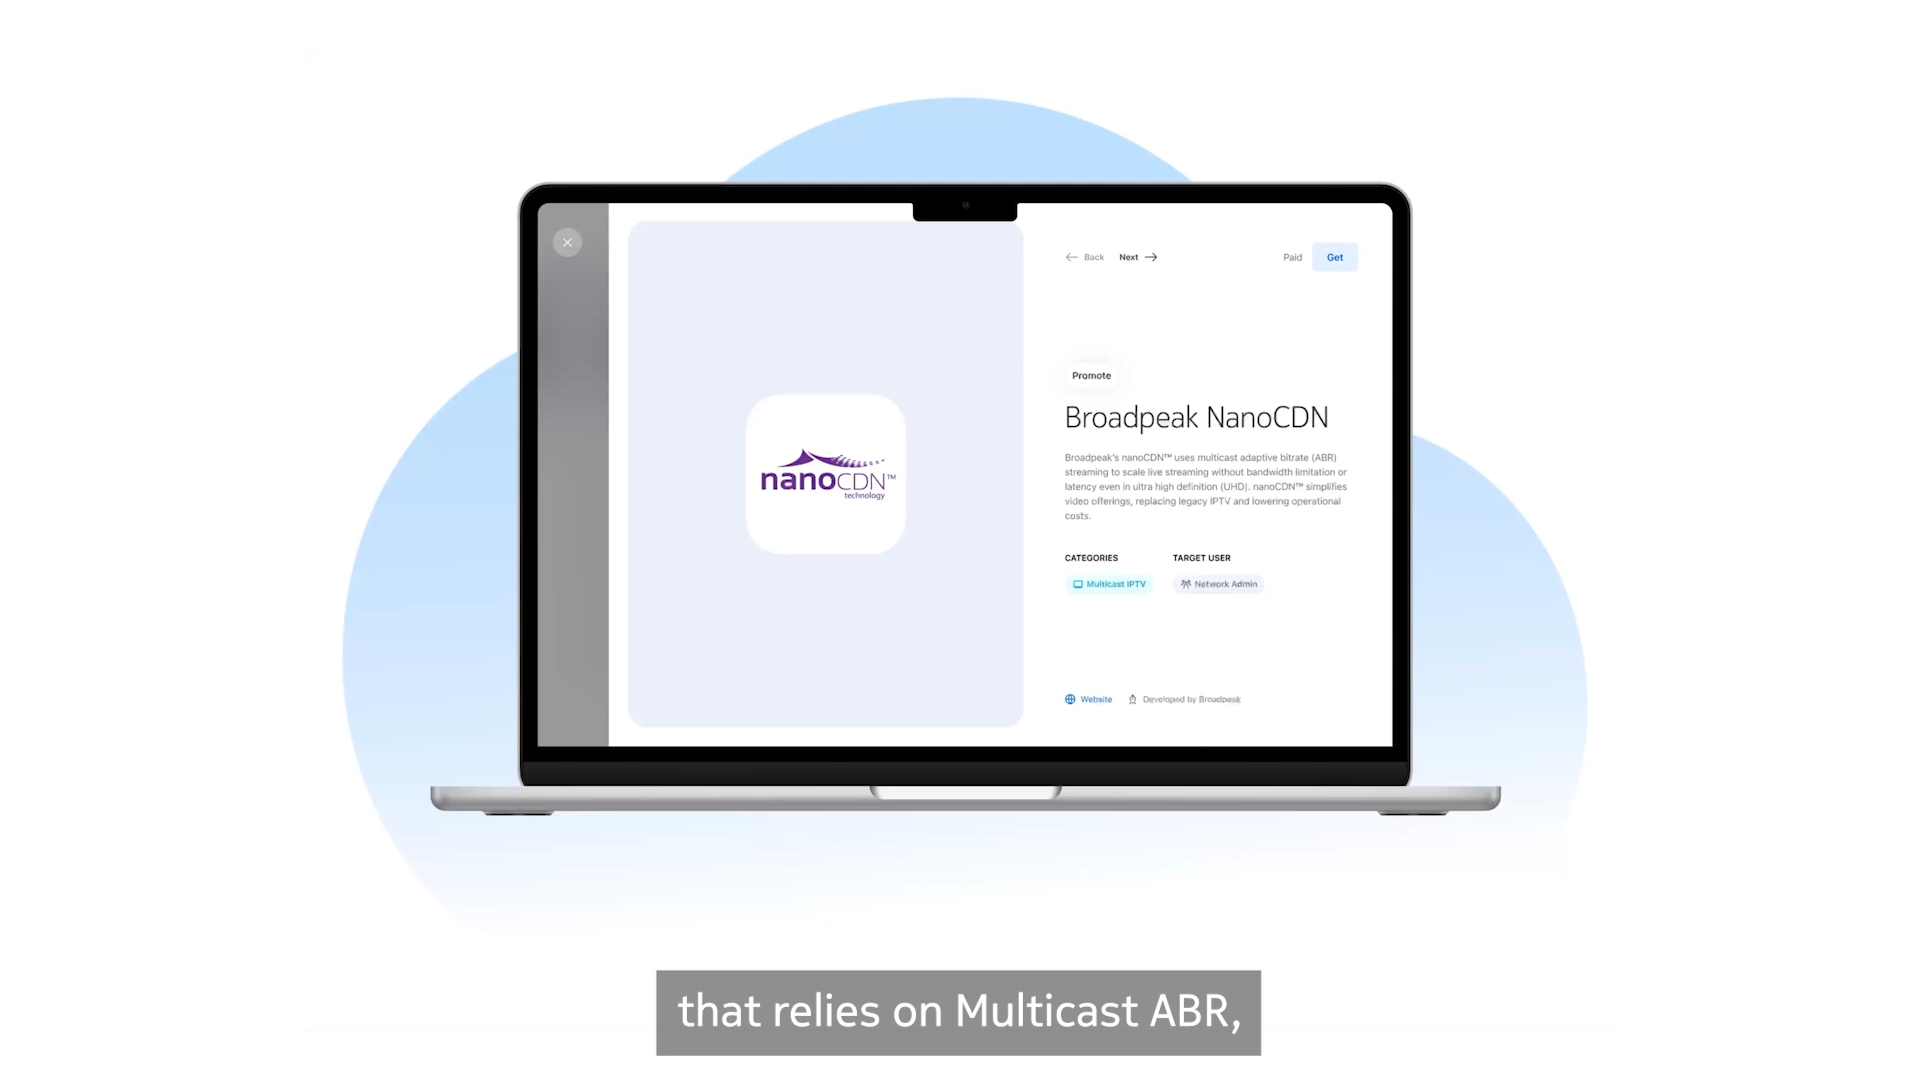 Back
Next
Paid
Get
nanoCDN™
technology
Promote
Broadpeak NanoCDN
Broadpeak's nanoCDN™ uses multicast adaptive bitrate (ABR)
streaming to scale live streaming without bandwidth limitation or
latency even in ultra high definition (UHD). nanoCDN™ simplifies
video offerings, replacing legacy IPTV and lowering operational
costs.
CATEGORIES
TARGET USER
Multicast IPTV
Network Admin
Website
Developed by Broadpeak
that relies on Multicast ABR,